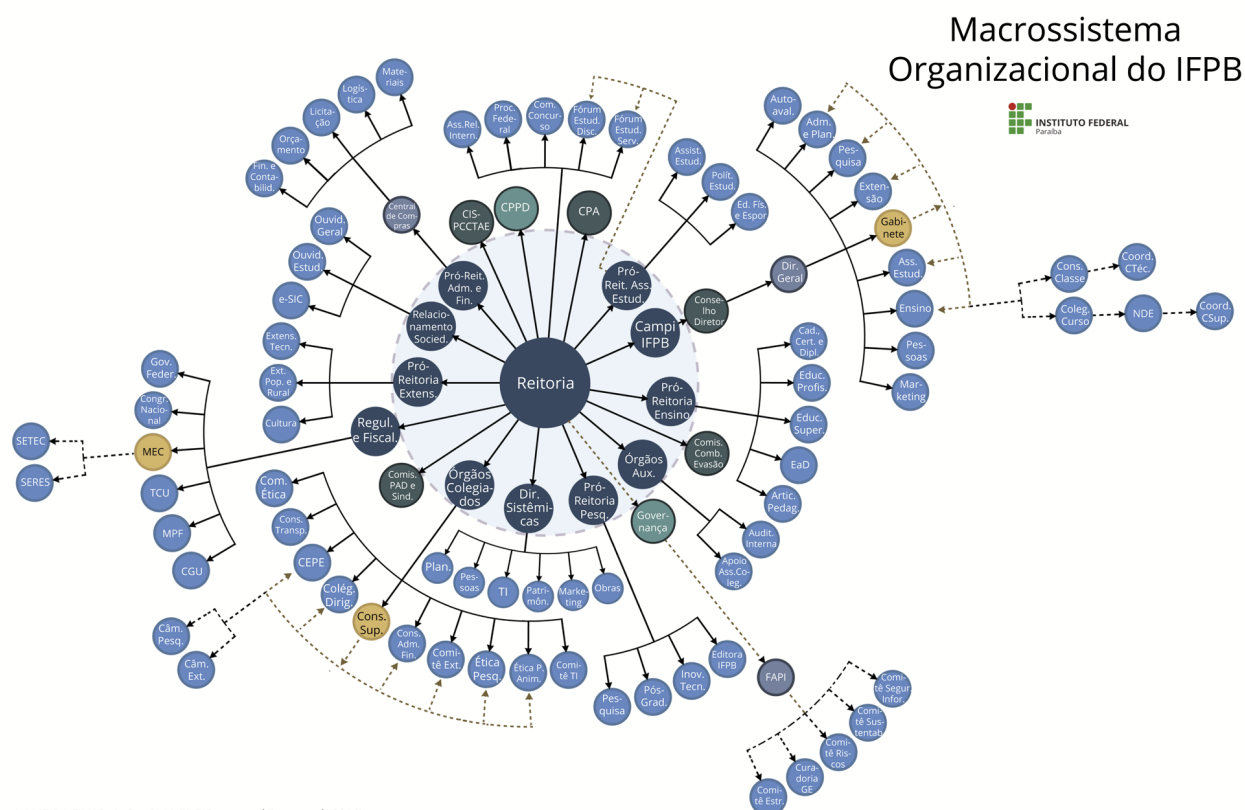 Macrossistema
Organizacional do IFPB
INSTITUTO FEDERAL
Paraíba
Mate-
riais
Logís-
tica
Licita-
ção
Orça-
mento
Fin. e
Conta-
bilid.
Central
de Com-
pras
Ass.Rel.
Intern.
Proc.
Fede-
ral
Com.
Concur-
so
Fórum
Estud.
Disc.
Fórum
Estud.
Serv.
CIS-
PCCTAE
CPPD
CPA
Assist.
Estud.
Polít.
Estud.
Ed. Fís.
e Espor
Auto-
aval.
Adm.
e Plan.
Pes-
quisa
Exten-
são
Gabi-
nete
Ass.
Estud.
Ensino
Pes-
soas
Mar-
keting
Cons.
Classe
Coord.
CTéc.
Coleg.
Curso
NDE
Coord.
CSup.
Dir.
Geral
Conse-
lho
Diretor
Ouvid.
Geral
Ouvid.
Estud.
e-SIC
Pró-Reit.
Adm. e
Fin.
Relacio-
namento
Socied.
Pró-
Reitoria
Extens.
Regul.
e Fiscal.
Reitoria
Pró-
Reit. Ass.
Estud.
Campi
IFPB
Pró-
Reitoria
Ensino
Comis.
Comb.
Evasão
Órgãos
Aux.
Pró-
Reitoria
Pesq.
Dir.
Sistêmi-
cas
Órgãos
Colegia-
dos
Comis.
PAD e
Sind.
Gover-
nança
Extens.
Tecn.
Ext.
Pop. e
Rural
Cultura
Cad.,
Cert. e
Dipl.
Educ.
Profis.
Educ.
Super.
EaD
Artic.
Pedag.
Audit.
Interna
Apoio
Ass.Co-
leg.
Gov.
Feder.
Congr.
Nacio-
nal
MEC
TCU
MPF
CGU
SETEC
SERES
Com.
Ética
Cons.
Transp.
CEPE
Colég.
Dirig.
Cons.
Sup.
Cons.
Adm.
Fin.
Comi-
tê Ext.
Ética
Pesq.
Ética P.
Anim.
Comi-
tê TI
Câm.
Pesq.
Câm.
Ext.
Plan.
Pes-
soas
TI
Patri-
môn.
Marke-
ting
Obras
Pes-
quisa
Pós-
Grad.
Inov.
Tecn.
Editora
IFPB
FAPI
Comi-
tê Segur.
Infor.
Comi-
tê Sus-
tentab.
Comi-
tê Ris-
cos
Cura-
doria
GE
Comi-
tê Estr.